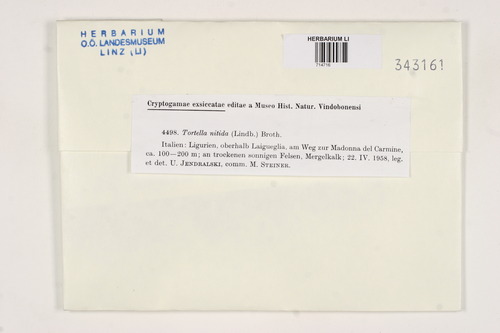 HERBARIUM
O.Ö. LANDESMUSEUM
LINZ (LI)
HERBARIUM LI
714716
343161
Cryptogamae exsiccatae editae a Museo Hist. Natur. Vindobonensi
4498. Tortella nitida (Lindb.) Broth.
Italien: Ligurien, oberhalb Laigueglia, am Weg zur Madonna del Carmine,
ca. 100—200 m; an trockenen sonnigen Felsen, Mergelkalk; 22. IV. 1958, leg.
et det. U. JENDRALSKI, comm. M. STEINER.